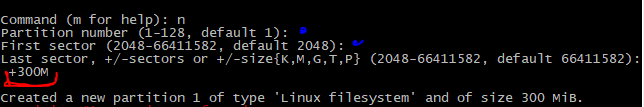 Command (m for help): n
Partition number (1-128, default 1):
First sector (2048-66411582, default 2048):
Last sector, +/-sectors or +/-size{K,M,G,T,P} (2048-66411582, default 66411582):
+300M
Created a new partition 1 of type 'Linux filesystem' and of size 300 MiB.